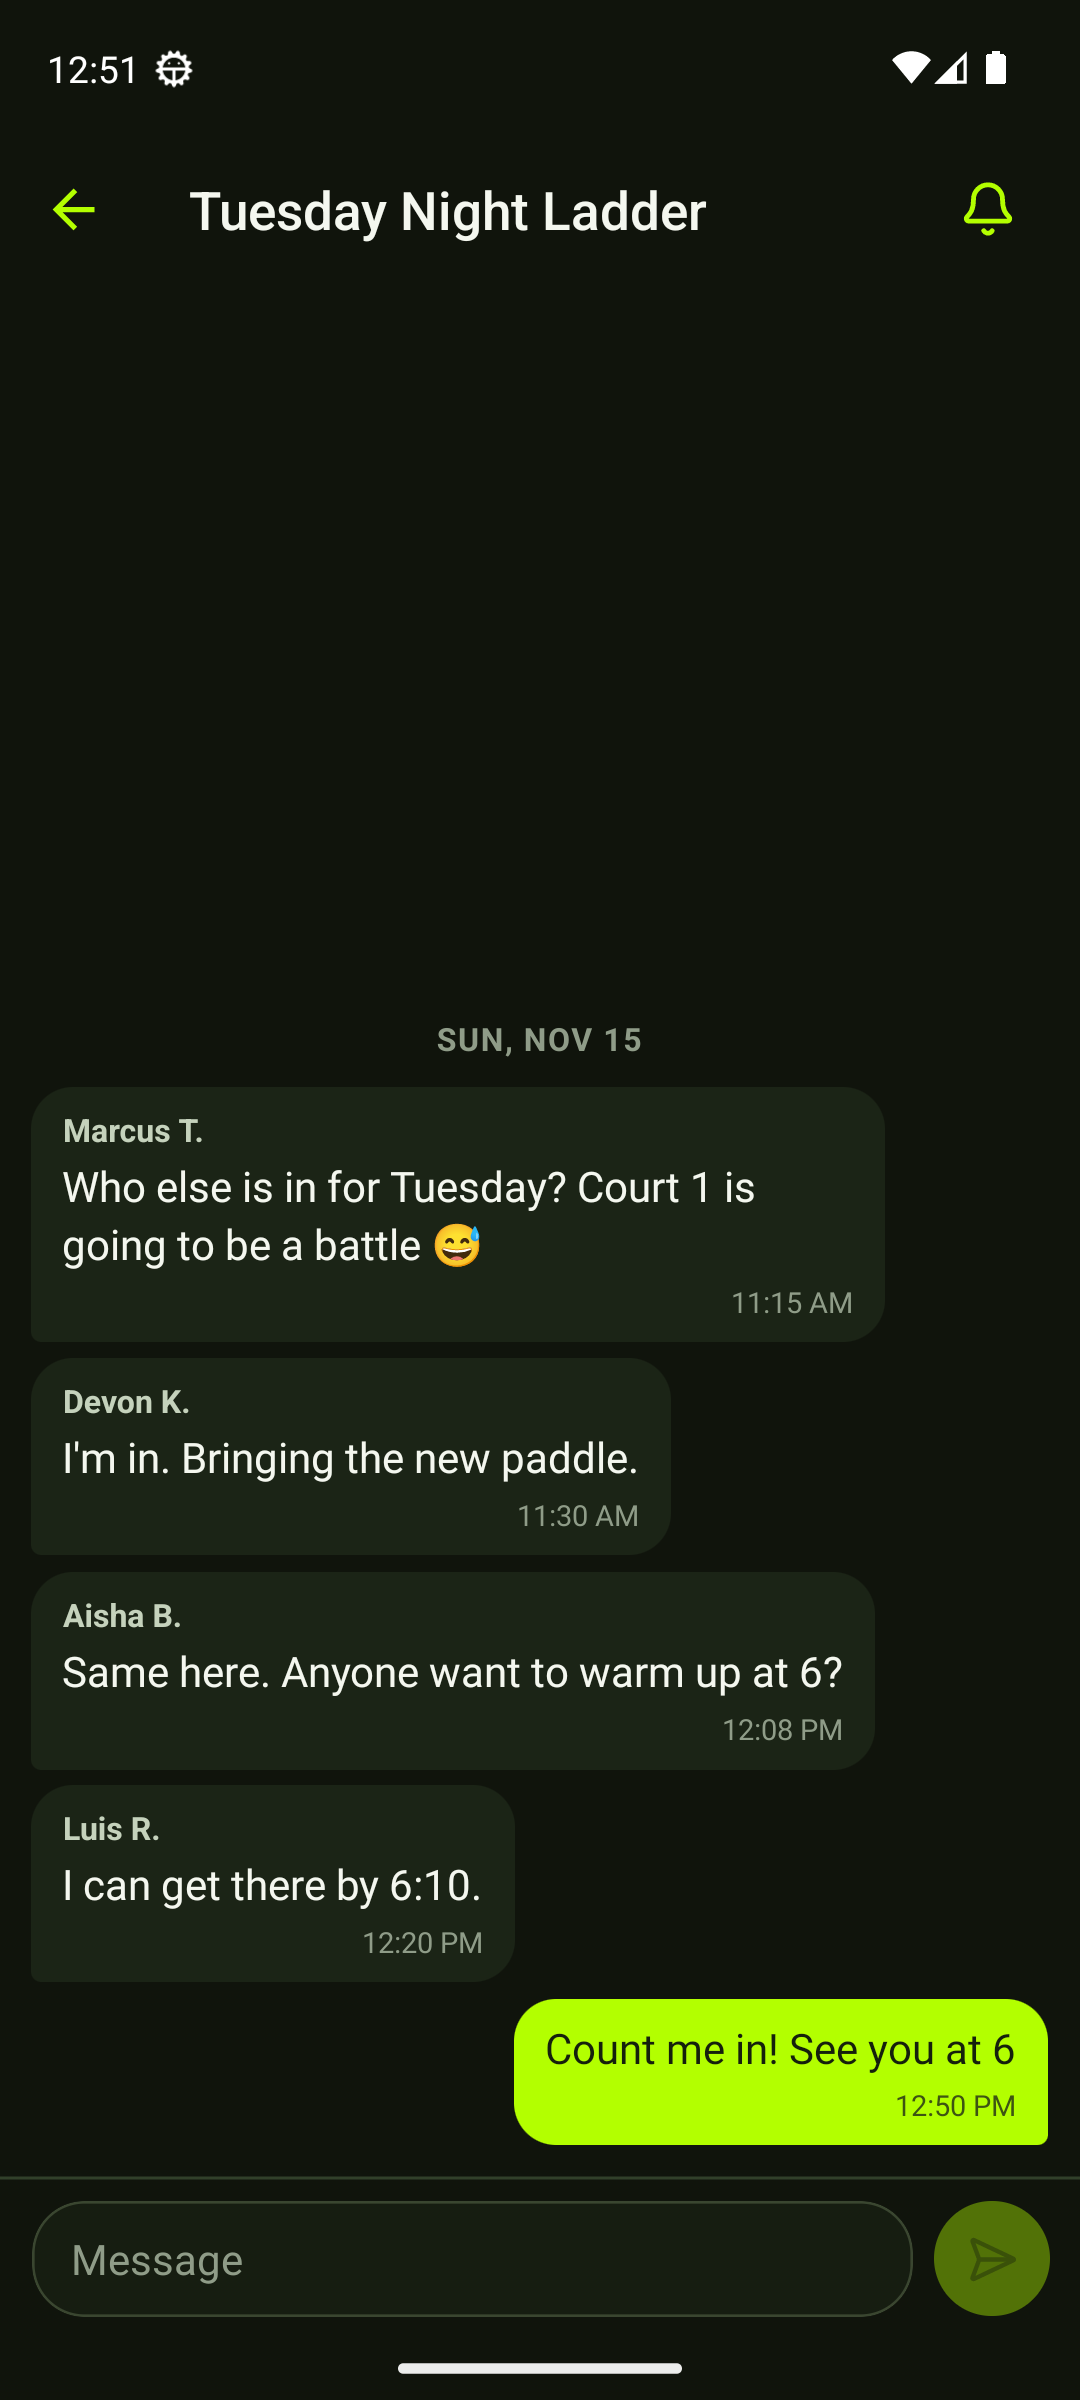 12:51
Tuesday Night Ladder
SUN, NOV 15
Marcus T.
Who else is in for Tuesday? Court 1 is
going to be a battle 😅
11:15 AM
Devon K.
I'm in. Bringing the new paddle.
11:30 AM
Aisha B.
Same here. Anyone want to warm up at 6?
12:08 PM
Luis R.
I can get there by 6:10.
12:20 PM
Count me in! See you at 6
12:50 PM
Message